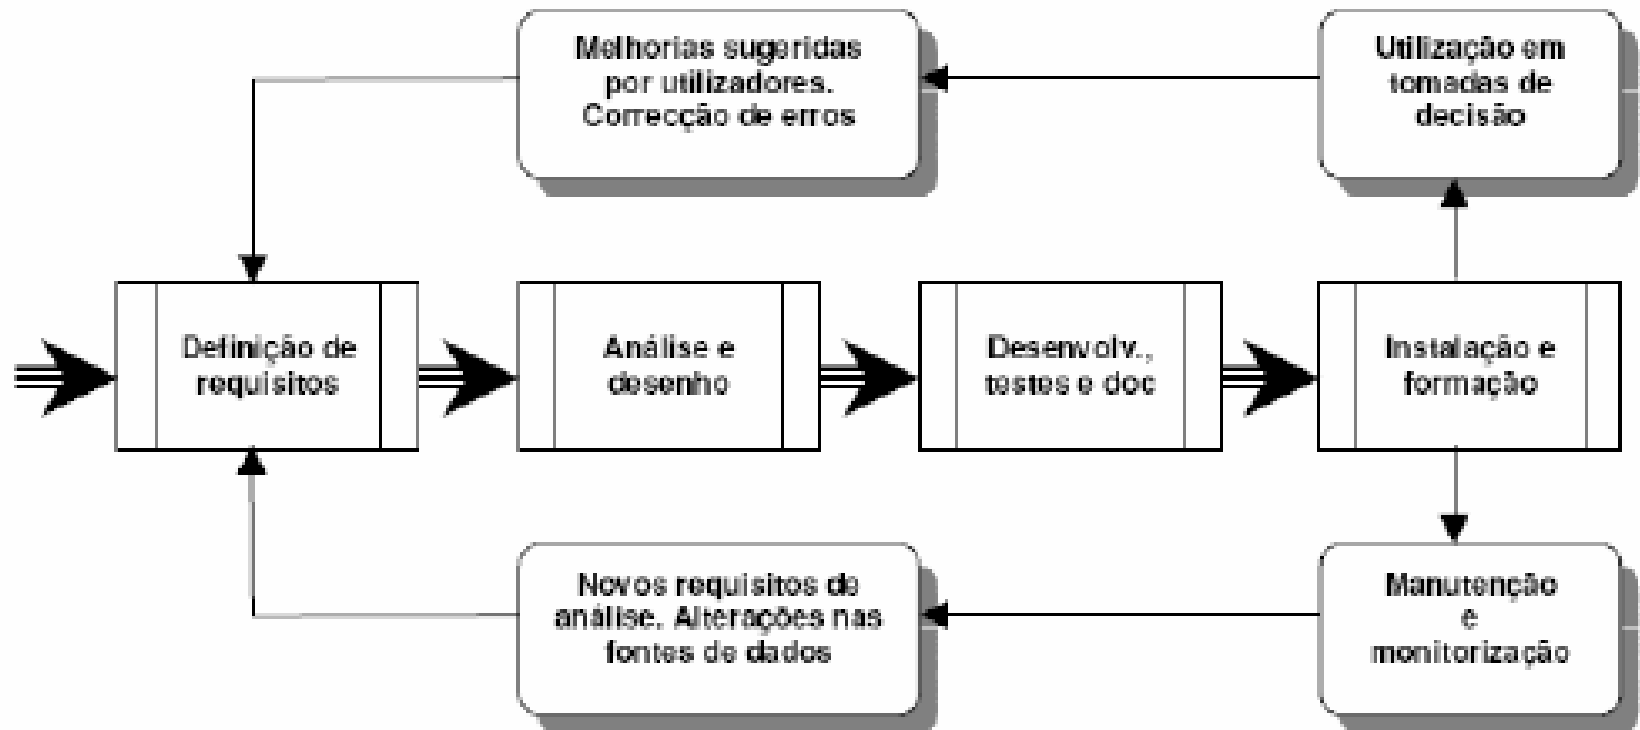 Melhorias sugeridas
por utilizadores.
Correcção de erros
Utilização em
tomadas de
decisão
Definição de
requisitos
Análise e
desenho
Desenvolv.,
testes e doc
Instalação e
formação
Novos requisitos de
análise. Alterações nas
fontes de dados
Manutenção
e
monitorização